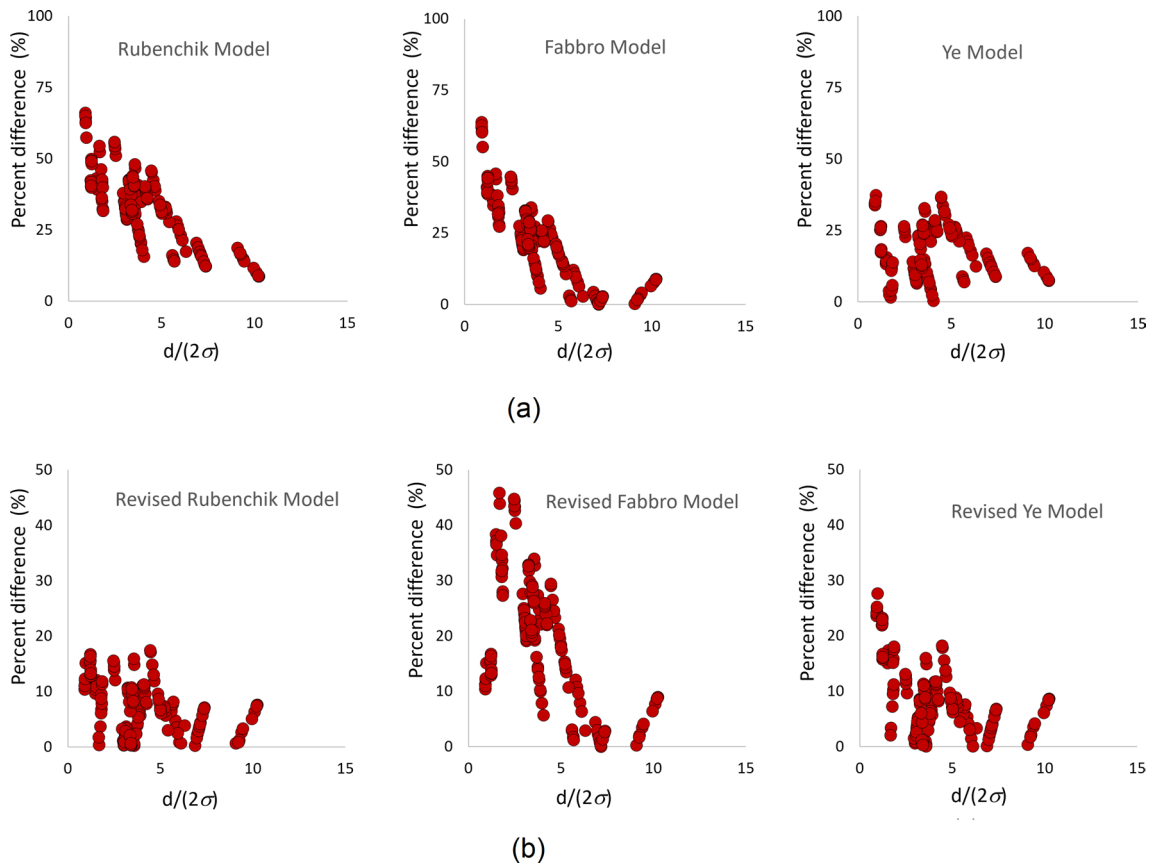 Rubenchik Model
Percent difference (%)
100
75
50
25
0
0 5 10 15
d/(2σ)
Fabbro Model
Percent difference (%)
100
75
50
25
0
0 5 10 15
d/(2σ)
Ye Model
Percent difference (%)
100
75
50
25
0
0 5 10 15
d/(2σ)
(a)
Revised Rubenchik Model
Percent difference (%)
50
40
30
20
10
0
0 5 10 15
d/(2σ)
Revised Fabbro Model
Percent difference (%)
50
40
30
20
10
0
0 5 10 15
d/(2σ)
Revised Ye Model
Percent difference (%)
50
40
30
20
10
0
0 5 10 15
d/(2σ)
(b)